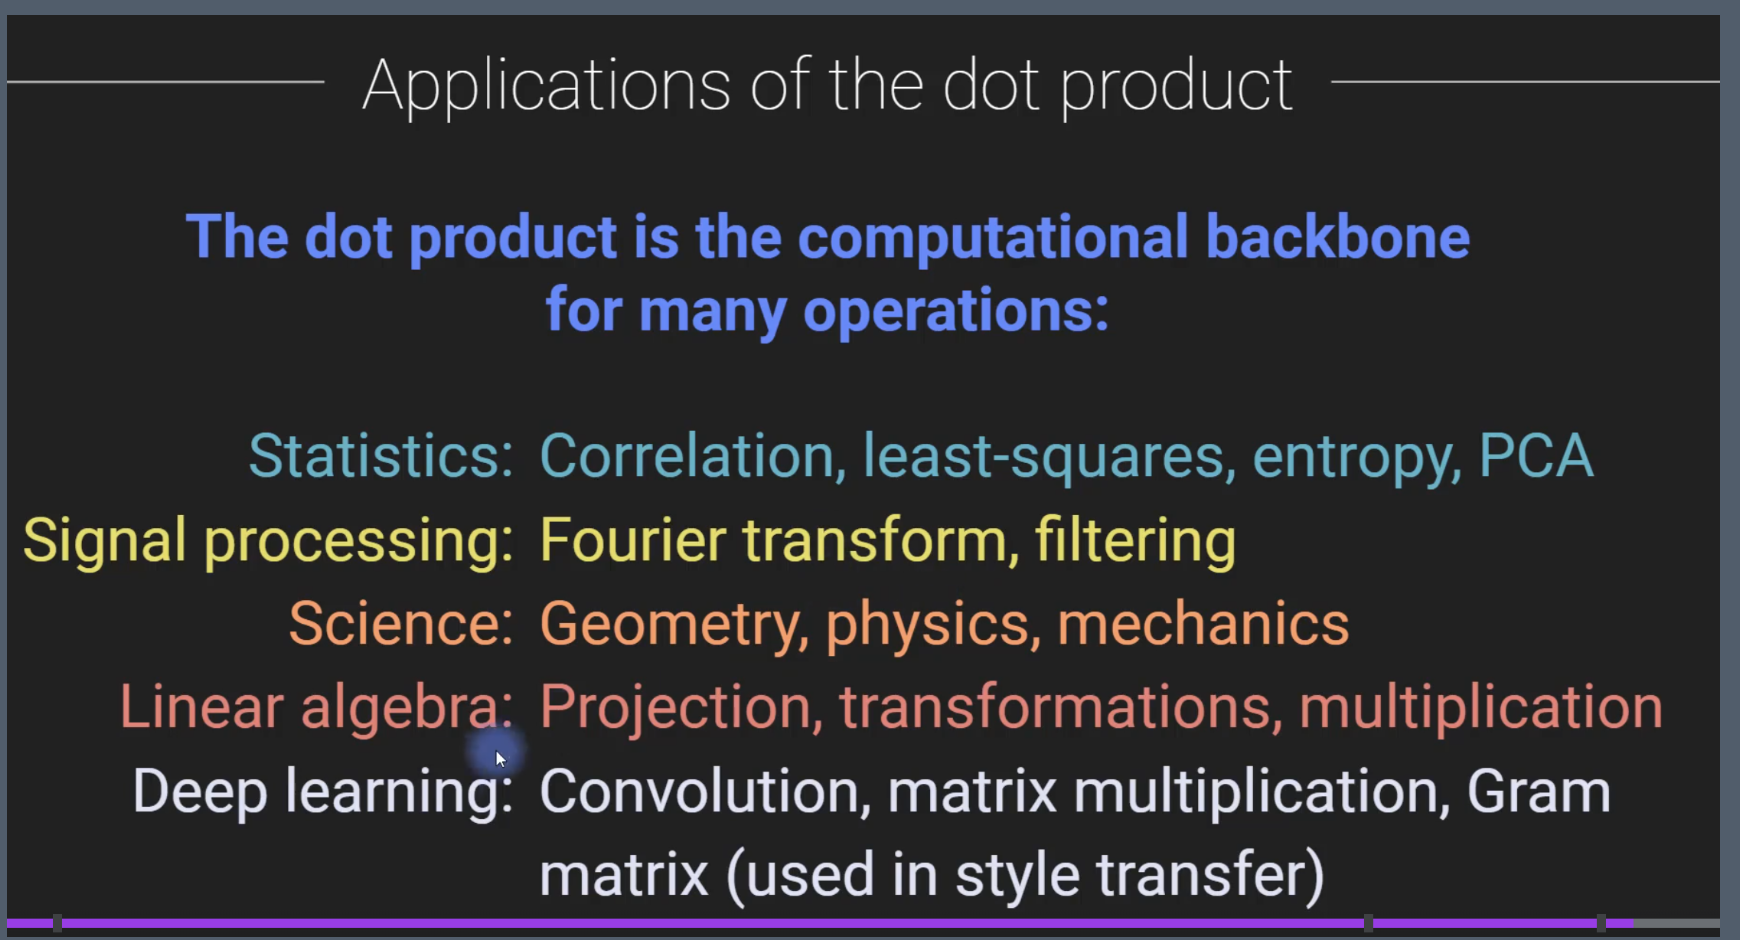 Applications of the dot product
The dot product is the computational backbone
for many operations:
Statistics: Correlation, least-squares, entropy, PCA
Signal processing: Fourier transform, filtering
Science: Geometry, physics, mechanics
Linear algebra: Projection, transformations, multiplication
Deep learning: Convolution, matrix multiplication, Gram
matrix (used in style transfer)